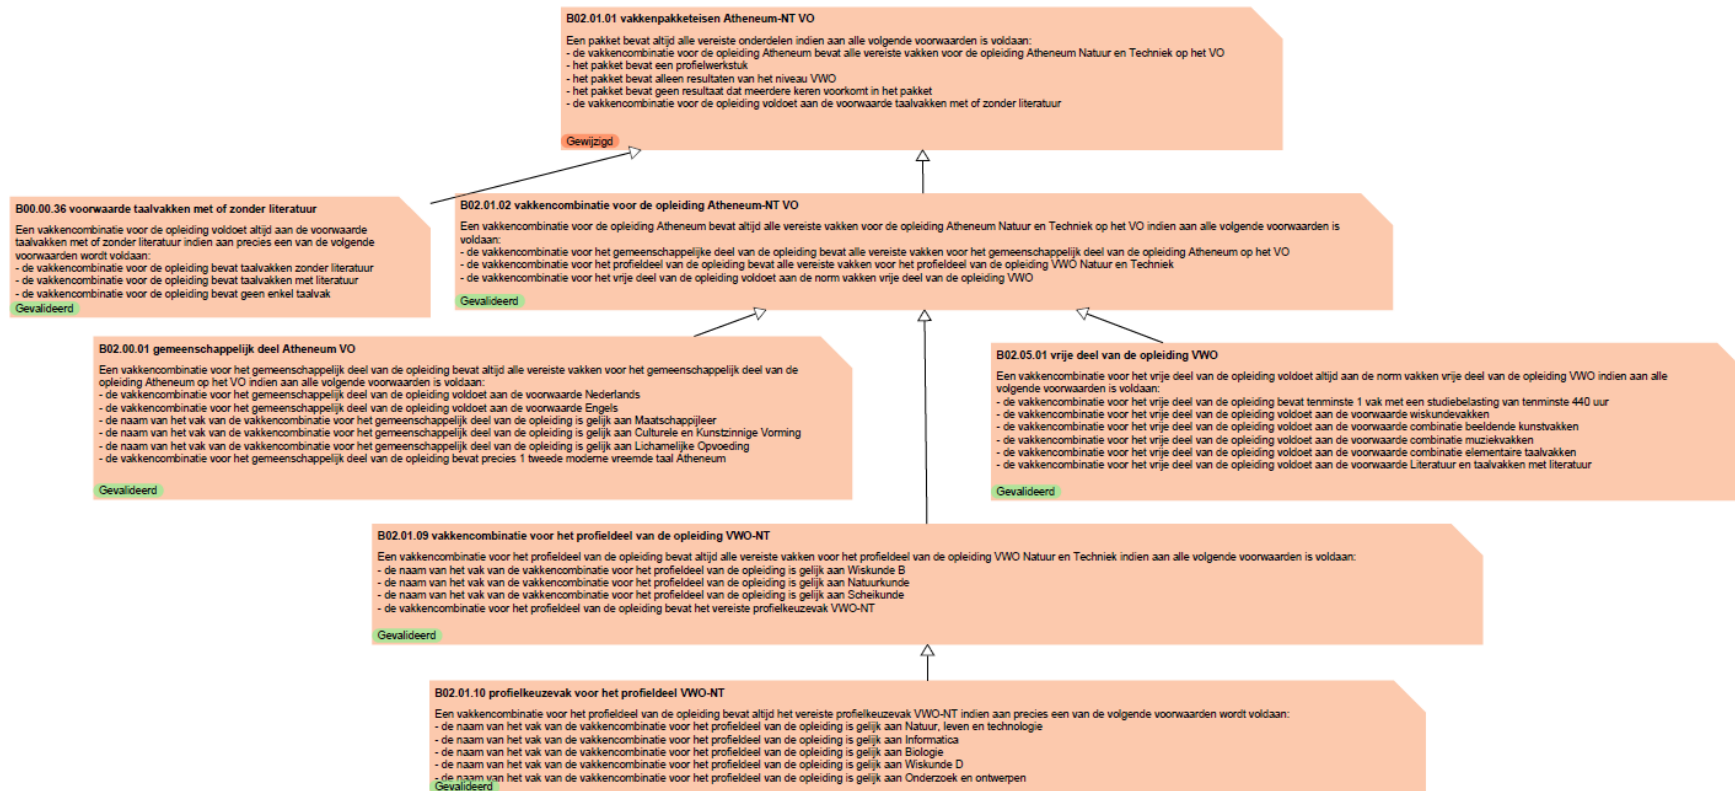 B02.01.01 vakkenpakketeisen Atheneum-NT VO
Een pakket bevat altijd alle vereiste onderdelen indien aan alle volgende voorwaarden is voldaan:
- de vakkencombinatie voor de opleiding Atheneum bevat alle vereiste vakken voor de opleiding Atheneum Natuur en Techniek op het VO
- het pakket bevat een profielwerkstuk
- het pakket bevat alleen resultaten van het niveau VWO
- het pakket bevat geen resultaat dat meerdere keren voorkomt in het pakket
- de vakkencombinatie voor de opleiding voldoet aan de voorwaarde taalvakken met of zonder literatuur
Gewijzigd
B00.00.36 voorwaarde taalvakken met of zonder literatuur
Een vakkencombinatie voor de opleiding voldoet altijd aan de voorwaarde
taalvakken met of zonder literatuur indien aan precies een van de volgende
voorwaarden wordt voldaan:
- de vakkencombinatie voor de opleiding bevat taalvakken zonder literatuur
- de vakkencombinatie voor de opleiding bevat taalvakken met literatuur
- de vakkencombinatie voor de opleiding bevat geen enkel taalvak
Gevalideerd
B02.01.02 vakkencombinatie voor de opleiding Atheneum-NT VO
Een vakkencombinatie voor de opleiding Atheneum bevat altijd alle vereiste vakken voor de opleiding Atheneum Natuur en Techniek op het VO indien aan alle volgende voorwaarden is
voldaan:
- de vakkencombinatie voor het gemeenschappelijke deel van de opleiding bevat alle vereiste vakken voor het gemeenschappelijk deel van de opleiding Atheneum op het VO
- de vakkencombinatie voor het profieldeel van de opleiding bevat alle vereiste vakken voor het profieldeel van de opleiding VWO Natuur en Techniek
- de vakkencombinatie voor het vrije deel van de opleiding voldoet aan de norm vakken vrije deel van de opleiding VWO
Gevalideerd
B02.00.01 gemeenschappelijk deel Atheneum VO
Een vakkencombinatie voor het gemeenschappelijk deel van de opleiding bevat altijd alle vereiste vakken voor het gemeenschappelijk deel van de
opleiding Atheneum op het VO indien aan alle volgende voorwaarden is voldaan:
- de vakkencombinatie voor het gemeenschappelijk deel van de opleiding voldoet aan de voorwaarde Nederlands
- de vakkencombinatie voor het gemeenschappelijk deel van de opleiding voldoet aan de voorwaarde Engels
- de naam van het vak van de vakkencombinatie voor het gemeenschappelijk deel van de opleiding is gelijk aan Maatschappijleer
- de naam van het vak van de vakkencombinatie voor het gemeenschappelijk deel van de opleiding is gelijk aan Culturele en Kunstzinnige Vorming
- de naam van het vak van de vakkencombinatie voor het gemeenschappelijk deel van de opleiding is gelijk aan Lichamelijke Opvoeding
- de vakkencombinatie voor het gemeenschappelijk deel van de opleiding bevat precies 1 tweede moderne vreemde taal Atheneum
Gevalideerd
B02.05.01 vrije deel van de opleiding VWO
Een vakkencombinatie voor het vrije deel van de opleiding voldoet altijd aan de norm vakken vrije deel van de opleiding VWO indien aan alle
volgende voorwaarden is voldaan:
- de vakkencombinatie voor het vrije deel van de opleiding bevat tenminste 1 vak met een studiebelasting van tenminste 440 uur
- de vakkencombinatie voor het vrije deel van de opleiding voldoet aan de voorwaarde wiskundevakken
- de vakkencombinatie voor het vrije deel van de opleiding voldoet aan de voorwaarde combinatie beeldende kunstvakken
- de vakkencombinatie voor het vrije deel van de opleiding voldoet aan de voorwaarde combinatie muziekvakken
- de vakkencombinatie voor het vrije deel van de opleiding voldoet aan de voorwaarde combinatie elementaire taalvakken
- de vakkencombinatie voor het vrije deel van de opleiding voldoet aan de voorwaarde Literatuur en taalvakken met literatuur
Gevalideerd
B02.01.09 vakkencombinatie voor het profieldeel van de opleiding VWO-NT
Een vakkencombinatie voor het profieldeel van de opleiding bevat altijd alle vereiste vakken voor het profieldeel van de opleiding VWO Natuur en Techniek indien aan alle volgende voorwaarden is voldaan:
- de naam van het vak van de vakkencombinatie voor het profieldeel van de opleiding is gelijk aan Wiskunde B
- de naam van het vak van de vakkencombinatie voor het profieldeel van de opleiding is gelijk aan Natuurkunde
- de naam van het vak van de vakkencombinatie voor het profieldeel van de opleiding is gelijk aan Scheikunde
- de vakkencombinatie voor het profieldeel van de opleiding bevat het vereiste profielkeuzevak VWO-NT
Gevalideerd
B02.01.10 profielkeuzevak voor het profieldeel VWO-NT
Een vakkencombinatie voor het profieldeel van de opleiding bevat altijd het vereiste profielkeuzevak VWO-NT indien aan precies een van de volgende voorwaarden wordt voldaan:
- de naam van het vak van de vakkencombinatie voor het profieldeel van de opleiding is gelijk aan Natuur, leven en technologie
- de naam van het vak van de vakkencombinatie voor het profieldeel van de opleiding is gelijk aan Informatica
- de naam van het vak van de vakkencombinatie voor het profieldeel van de opleiding is gelijk aan Biologie
- de naam van het vak van de vakkencombinatie voor het profieldeel van de opleiding is gelijk aan Wiskunde D
- de naam van het vak van de vakkencombinatie voor het profieldeel van de opleiding is gelijk aan Onderzoek en ontwerpen
Gevalideerd